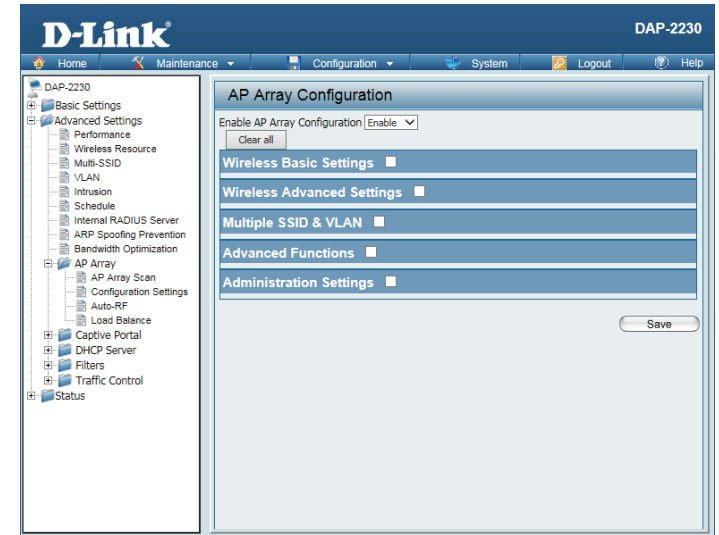 D-Link®
DAP-2230
Home Maintenance Configuration System Logout Help
DAP-2230
Basic Settings
Advanced Settings
Performance
Wireless Resource
Multi-SSID
VLAN
Intrusion
Schedule
Internal RADIUS Server
ARP Spoofing Prevention
Bandwidth Optimization
AP Array
AP Array Scan
Configuration Settings
Auto-RF
Load Balance
Captive Portal
DHCP Server
Filters
Traffic Control
Status
AP Array Configuration
Enable AP Array Configuration Enable
Clear all
Wireless Basic Settings
Wireless Advanced Settings
Multiple SSID & VLAN
Advanced Functions
Administration Settings
Save